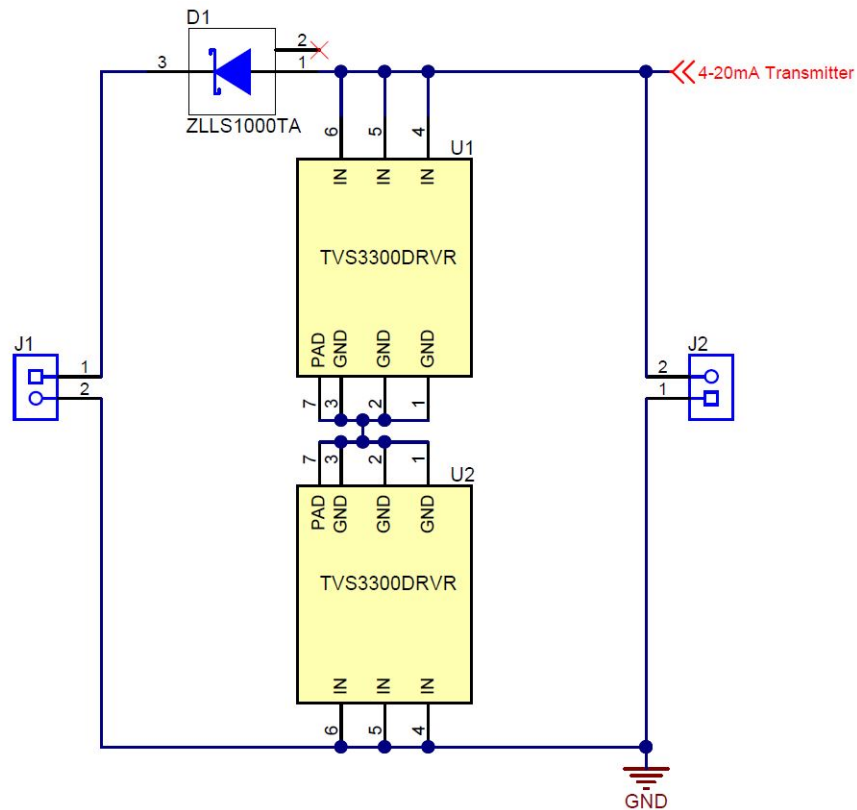 D1
2
3
1
4-20mA Transmitter
ZLLS1000TA
6
5
4
U1
IN
IN
IN
TVS3300DRVR
PAD
GND
GND
GND
J1
1
2
J2
2
1
7
3
2
1
7
3
2
1
U2
PAD
GND
GND
GND
TVS3300DRVR
IN
IN
IN
6
5
4
GND